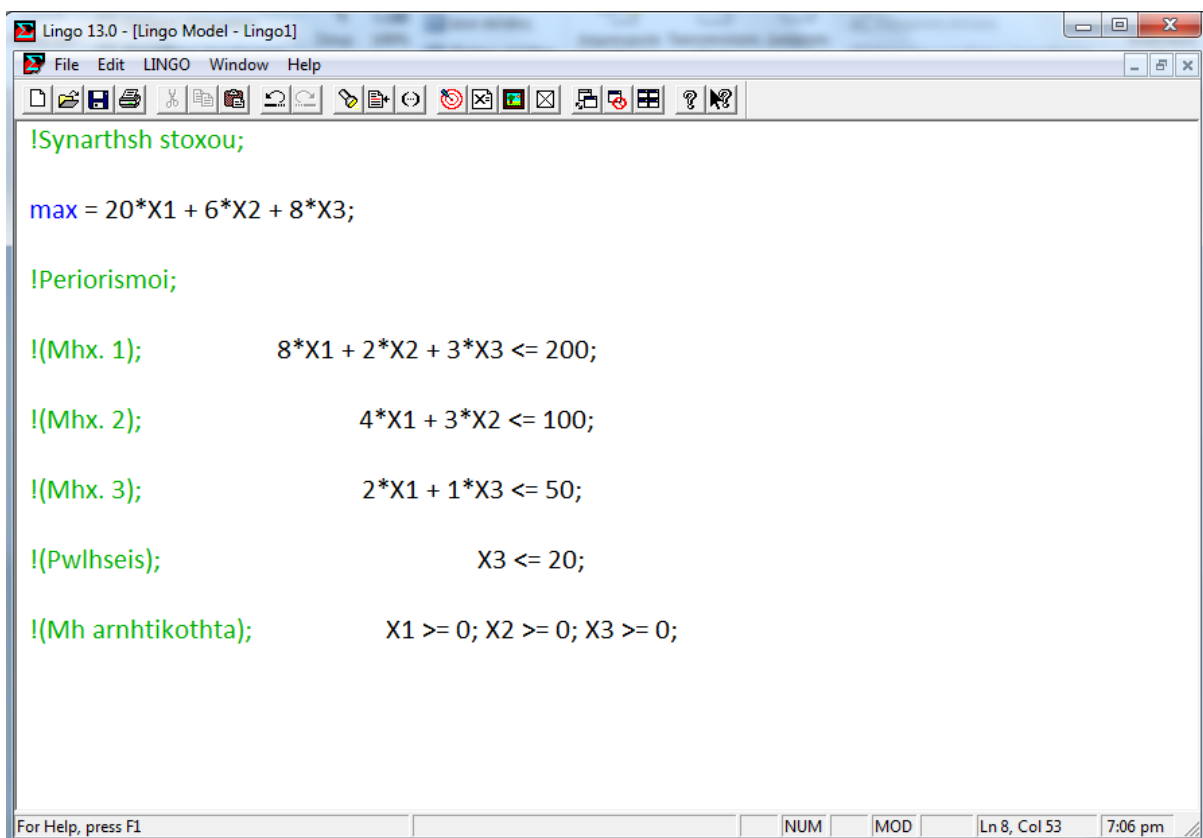 Lingo 13.0 - [Lingo Model - Lingo1]
File Edit LINGO Window Help
!Synarthsh stoxou;
max = 20*X1 + 6*X2 + 8*X3;
!Periorismoi;
!(Mhx. 1); 8*X1 + 2*X2 + 3*X3 <= 200;
!(Mhx. 2); 4*X1 + 3*X2 <= 100;
!(Mhx. 3); 2*X1 + 1*X3 <= 50;
!(Pwlhseis); X3 <= 20;
!(Mh arnhtikothta); X1 >= 0; X2 >= 0; X3 >= 0;
For Help, press F1 NUM MOD Ln 8, Col 53 7:06 pm